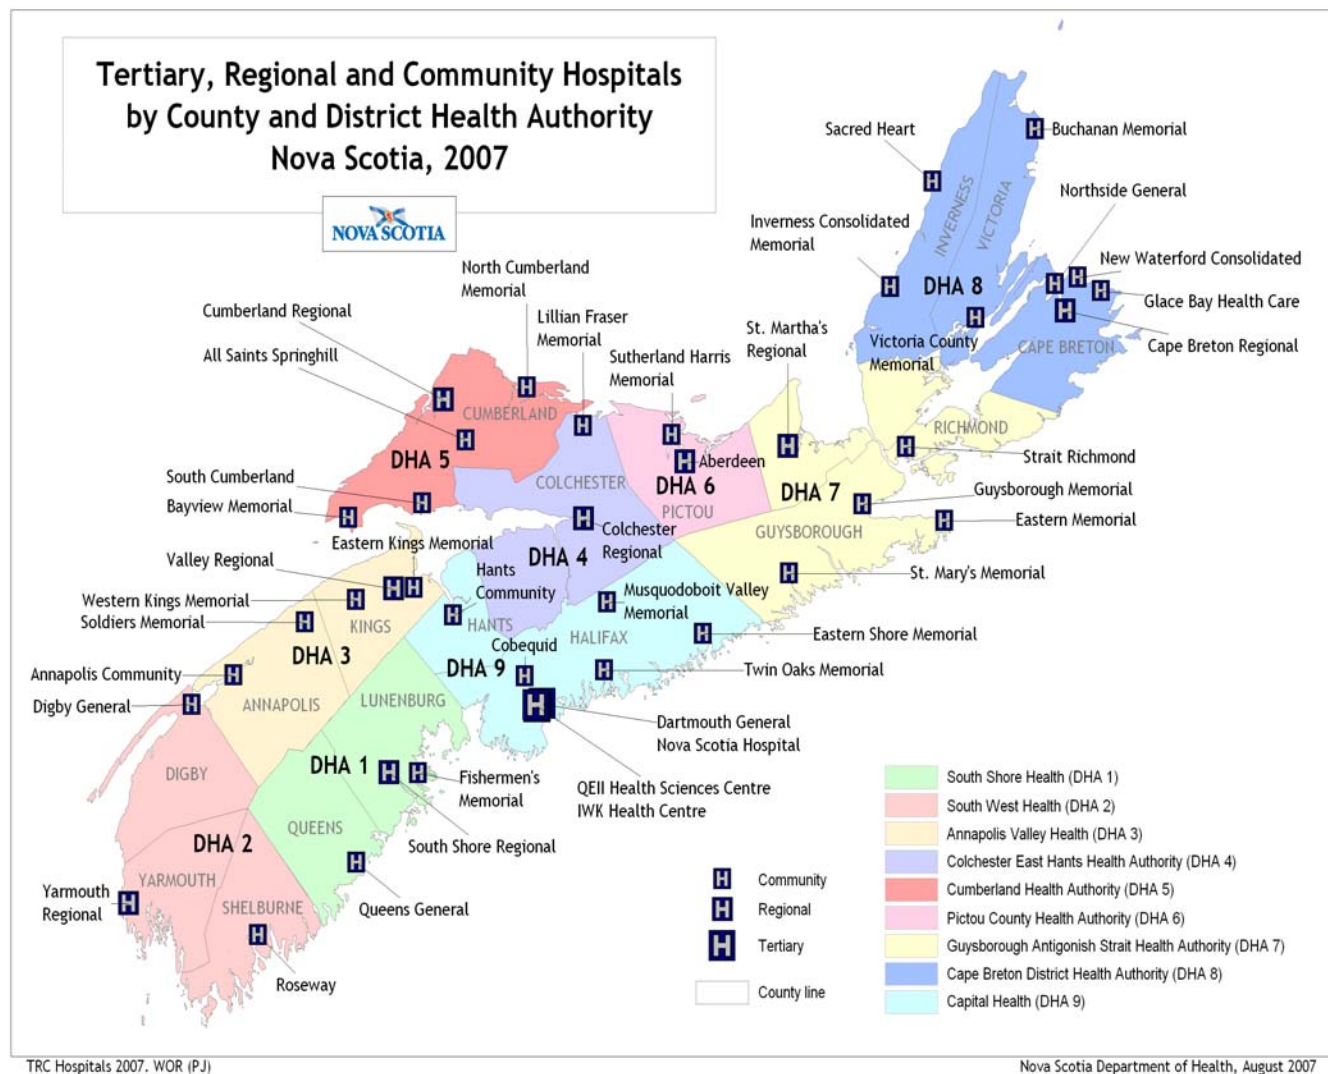 Tertiary, Regional and Community Hospitals
by County and District Health Authority
Nova Scotia, 2007
NOVA SCOTIA
Sacred Heart
Buchanan Memorial
Northside General
Inverness Consolidated
Memorial
INVERNESS
VICTORIA
New Waterford Consolidated
DHA 8
Glace Bay Health Care
Victoria County
Memorial
CAPE BRETON
Cape Breton Regional
North Cumberland
Memorial
Cumberland Regional
Lillian Fraser
Memorial
All Saints Springhill
Sutherland Harris
Memorial
St. Martha's
Regional
CUMBERLAND
RICHMOND
DHA 5
Strait Richmond
Aberdeen
South Cumberland
COLCHESTER
DHA 6
DHA 7
Guysborough Memorial
Bayview Memorial
PICTOU
Eastern Memorial
Eastern Kings Memorial
Colchester
Regional
GUYSBOROUGH
Valley Regional
DHA 4
Hants
Community
St. Mary's Memorial
Western Kings Memorial
Musquodoboit Valley
Memorial
Soldiers Memorial
KINGS
HANTS
HALIFAX
Eastern Shore Memorial
DHA 3
Cobequid
Annapolis Community
DHA 9
Twin Oaks Memorial
Digby General
ANNAPOLIS
LUNENBURG
Dartmouth General
Nova Scotia Hospital
DIGBY
DHA 1
Fishermen's
Memorial
QEII Health Sciences Centre
IWK Health Centre
QUEENS
South Shore Regional
DHA 2
YARMOUTH
Yarmouth
Regional
SHELBURNE
Queens General
Roseway
H Community
H Regional
H Tertiary
County line
South Shore Health (DHA 1)
South West Health (DHA 2)
Annapolis Valley Health (DHA 3)
Colchester East Hants Health Authority (DHA 4)
Cumberland Health Authority (DHA 5)
Pictou County Health Authority (DHA 6)
Guysborough Antigonish Strait Health Authority (DHA 7)
Cape Breton District Health Authority (DHA 8)
Capital Health (DHA 9)
TRC Hospitals 2007. WOR (PJ)
Nova Scotia Department of Health, August 2007